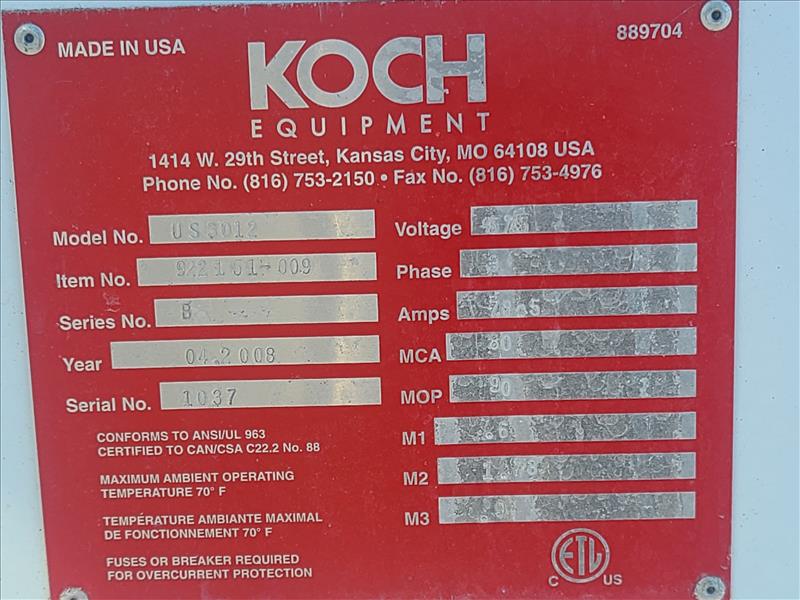 MADE IN USA
889704
KOCH
EQUIPMENT
1414 W. 29th Street, Kansas City, MO 64108 USA
Phone No. (816) 753-2150 • Fax No. (816) 753-4976
Model No. US3012
Item No.
Series No. B
Year 04.2008
Serial No. 1037
Voltage 575
Phase
Amps
MCA 80
MOP 90
M1
M2
M3
CONFORMS TO ANSI/UL 963
CERTIFIED TO CAN/CSA C22.2 No. 88
MAXIMUM AMBIENT OPERATING
TEMPERATURE 70° F
TEMPÉRATURE AMBIANTE MAXIMAL
DE FONCTIONNEMENT 70° F
FUSES OR BREAKER REQUIRED
FOR OVERCURRENT PROTECTION
ETL
C US